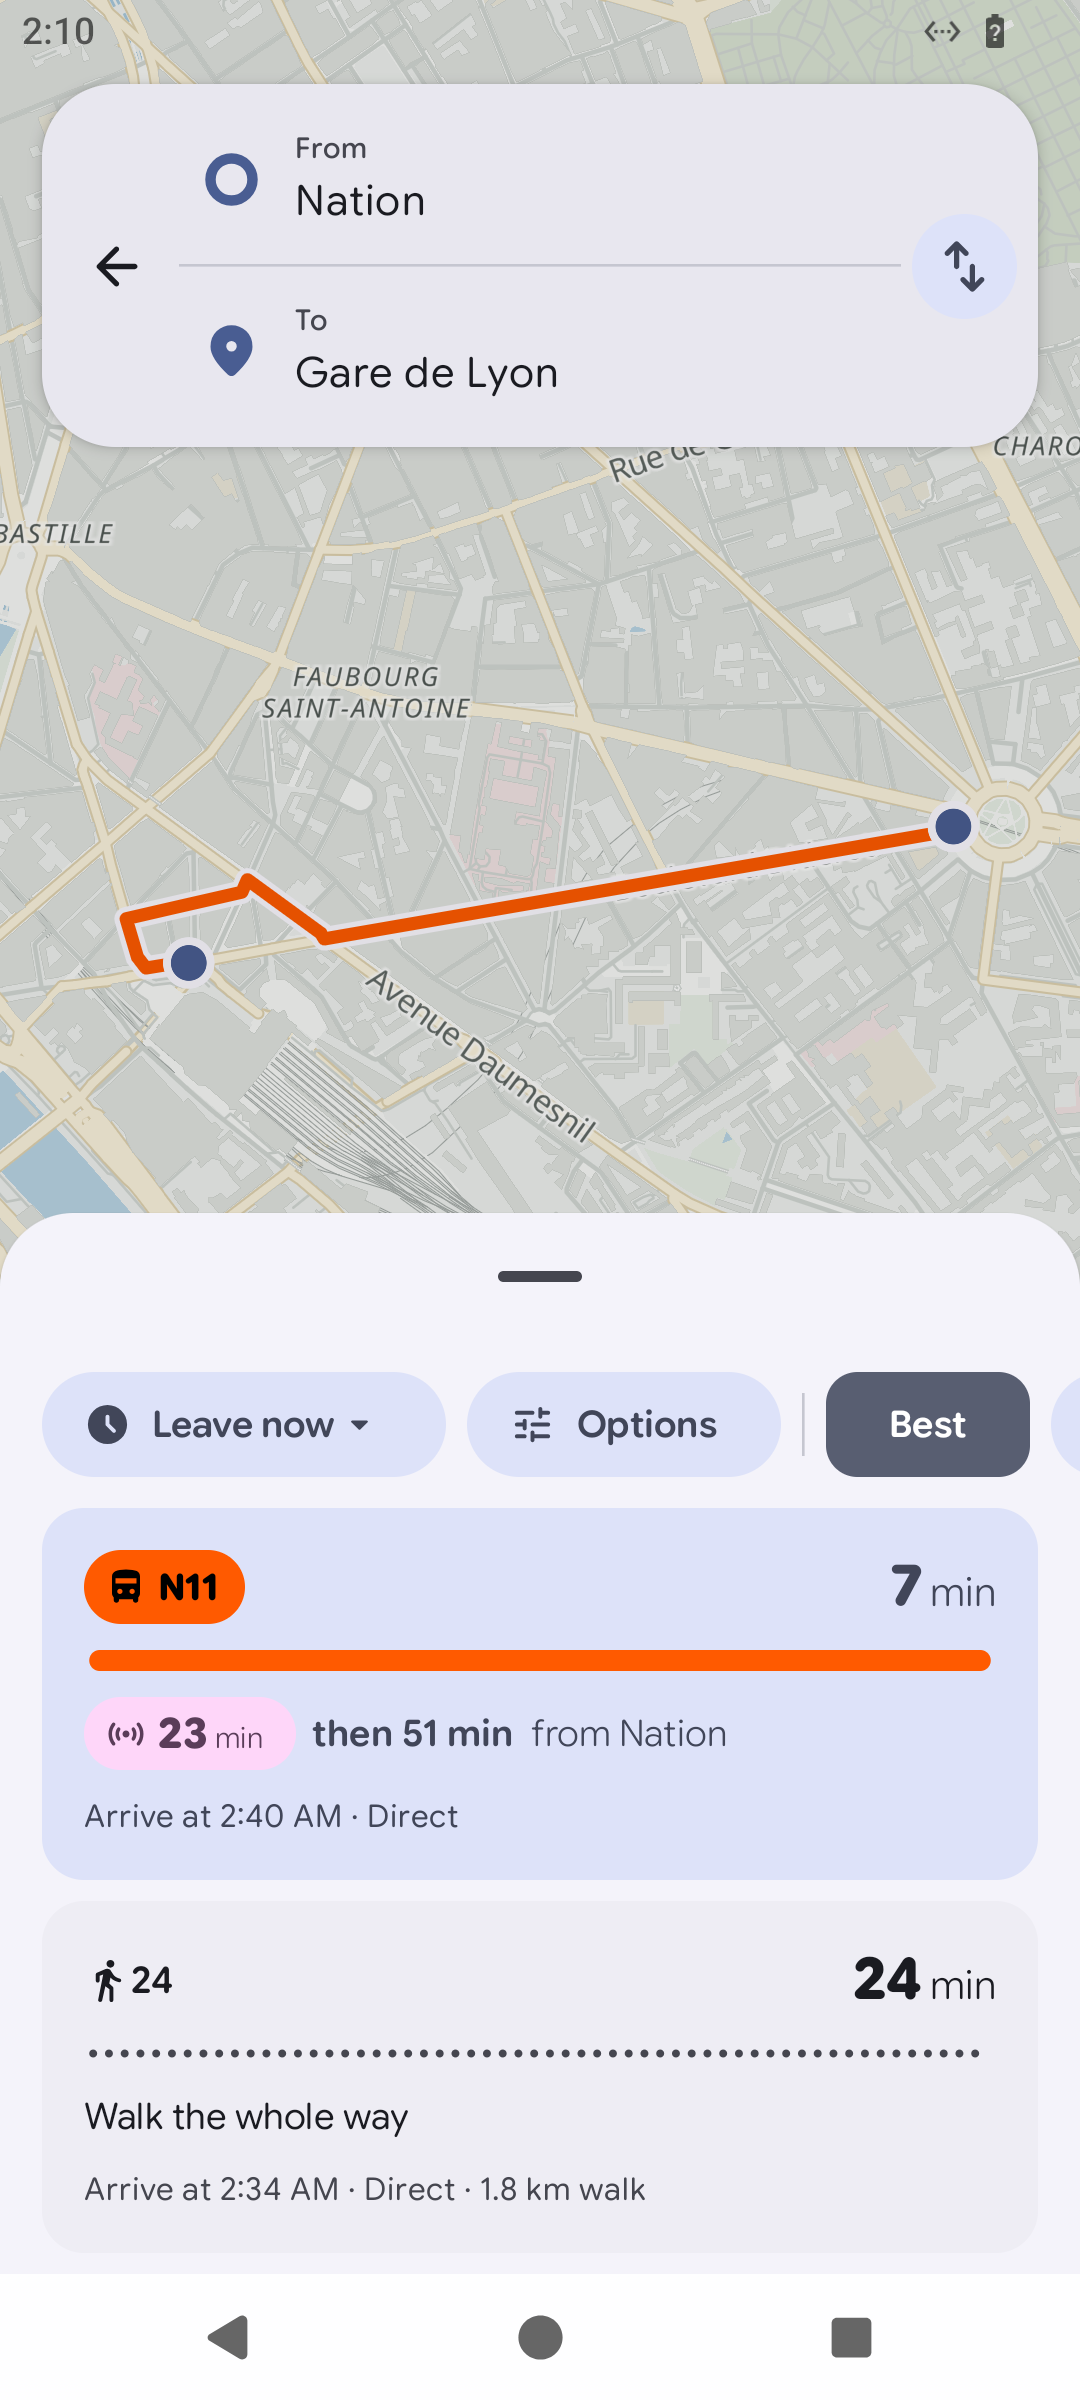 2:10
From
Nation
To
Gare de Lyon
Rue de
CHARO
BASTILLE
FAUBOURG
SAINT-ANTOINE
Avenue Daumesnil
Leave now
Options
Best
N11
7 min
23 min then 51 min from Nation
Arrive at 2:40 AM · Direct
24
24 min
Walk the whole way
Arrive at 2:34 AM · Direct · 1.8 km walk